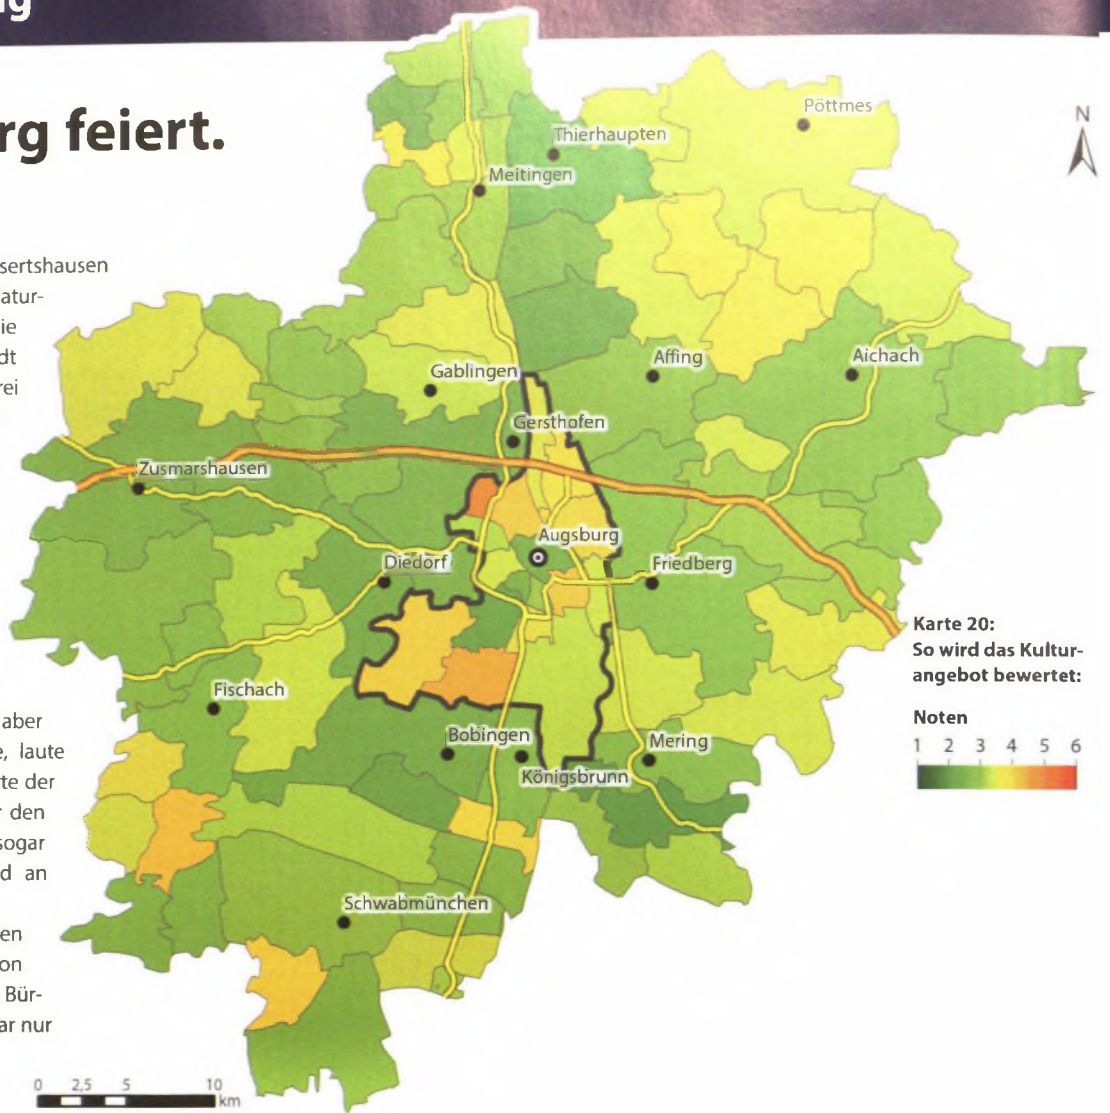 rg feiert.
sertshausen
atur-
ie
dt
rei
aber
e, laute
te der
r den
sogar
d an
en
on
Bür-
ar nur
Pöttmes
N
Thierhaupten
Meitingen
Affing
Aichach
Gablingen
Gersthofen
Zusmarshausen
Augsburg
Diedorf
Friedberg
Fischach
Bobingen
Mering
Königsbrunn
Schwabmünchen
Karte 20:
So wird das Kultur-
angebot bewertet:
Noten
1 2 3 4 5 6
0 2,5 5 10
km